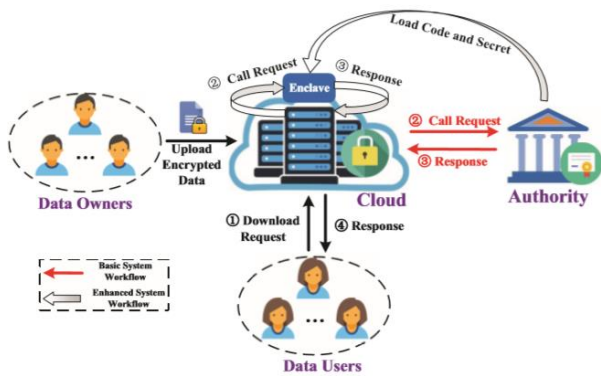 Load Code and Secret
② Call Request
③ Response
Enclave
Upload
Encrypted
Data
② Call Request
③ Response
Data Owners
Cloud
Authority
① Download
Request
④ Response
Basic System
Workflow
Enhanced System
Workflow
Data Users
...
...